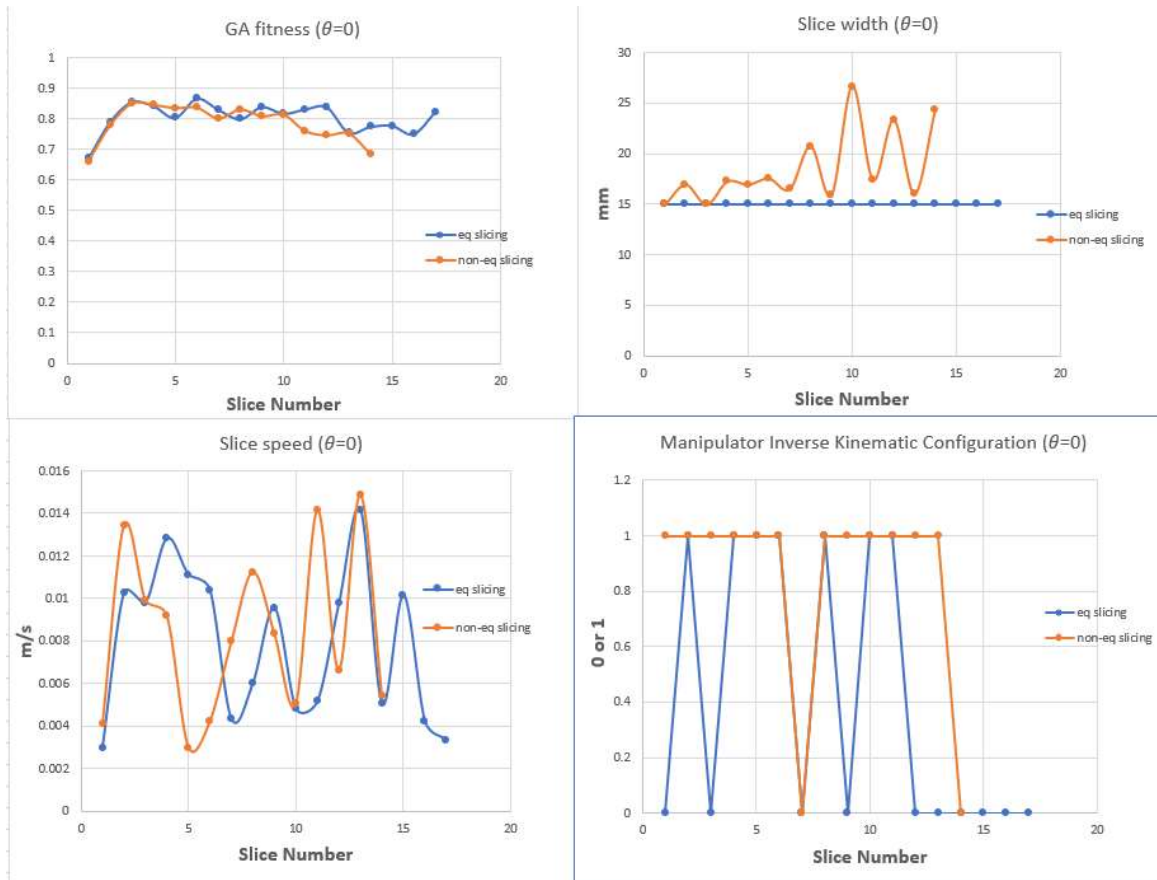 GA fitness (θ=0)
1
0.9
0.8
0.7
0.6
0.5
0.4
0.3
0.2
0.1
0
0 5 10 15 20
Slice Number
eq slicing
non-eq slicing
Slice width (θ=0)
30
25
20
15
10
5
0
mm
0 5 10 15 20
Slice Number
eq slicing
non-eq slicing
Slice speed (θ=0)
0.016
0.014
0.012
0.01
0.008
0.006
0.004
0.002
0
m/s
0 5 10 15 20
Slice Number
eq slicing
non-eq slicing
Manipulator Inverse Kinematic Configuration (θ=0)
1.2
1
0.8
0.6
0.4
0.2
0
0 or 1
0 5 10 15 20
Slice Number
eq slicing
non-eq slicing